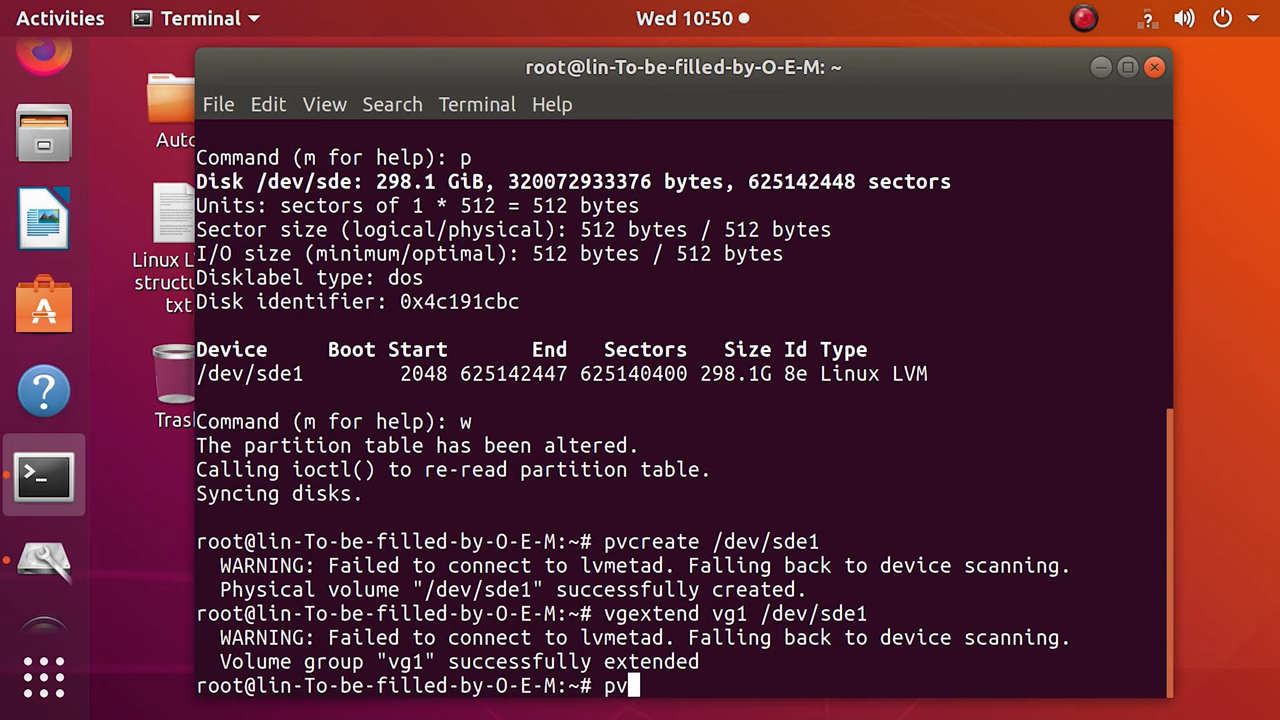 Activities Terminal Wed 10:50
root@lin-To-be-filled-by-O-E-M: ~
File Edit View Search Terminal Help
Auto
Linux L
structu
txt
Tras
Command (m for help): p
Disk /dev/sde: 298.1 GiB, 320072933376 bytes, 625142448 sectors
Units: sectors of 1 * 512 = 512 bytes
Sector size (logical/physical): 512 bytes / 512 bytes
I/O size (minimum/optimal): 512 bytes / 512 bytes
Disklabel type: dos
Disk identifier: 0x4c191cbc
Device Boot Start End Sectors Size Id Type
/dev/sde1 2048 625142447 625140400 298.1G 8e Linux LVM
Command (m for help): w
The partition table has been altered.
Calling ioctl() to re-read partition table.
Syncing disks.
root@lin-To-be-filled-by-O-E-M:~# pvcreate /dev/sde1
WARNING: Failed to connect to lvmetad. Falling back to device scanning.
Physical volume "/dev/sde1" successfully created.
root@lin-To-be-filled-by-O-E-M:~# vgextend vg1 /dev/sde1
WARNING: Failed to connect to lvmetad. Falling back to device scanning.
Volume group "vg1" successfully extended
root@lin-To-be-filled-by-O-E-M:~# pv